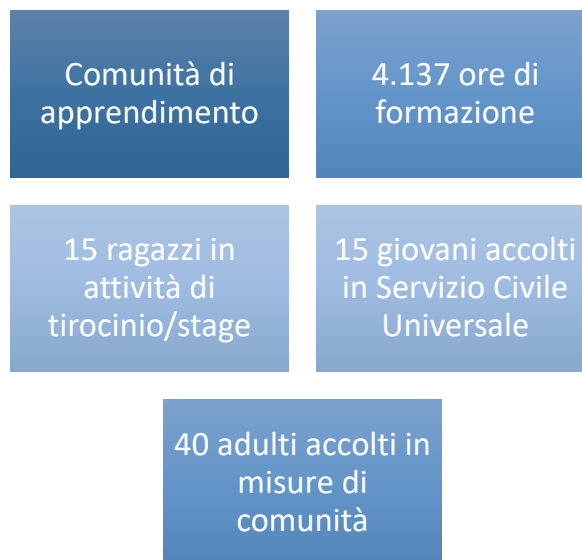 Comunità di
apprendimento
4.137 ore di
formazione
15 ragazzi in
attività di
tirocinio/stage
15 giovani accolti
in Servizio Civile
Universale
40 adulti accolti in
misure di
comunità